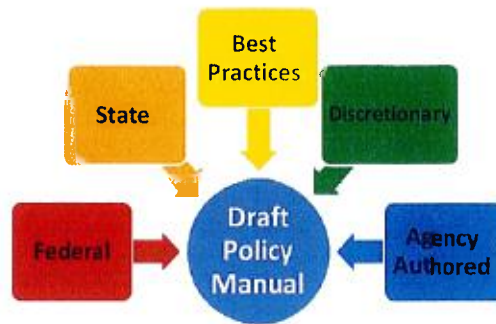 Best
Practices
State
Discretionary
Federal
Draft
Policy
Manual
Agency
Authored